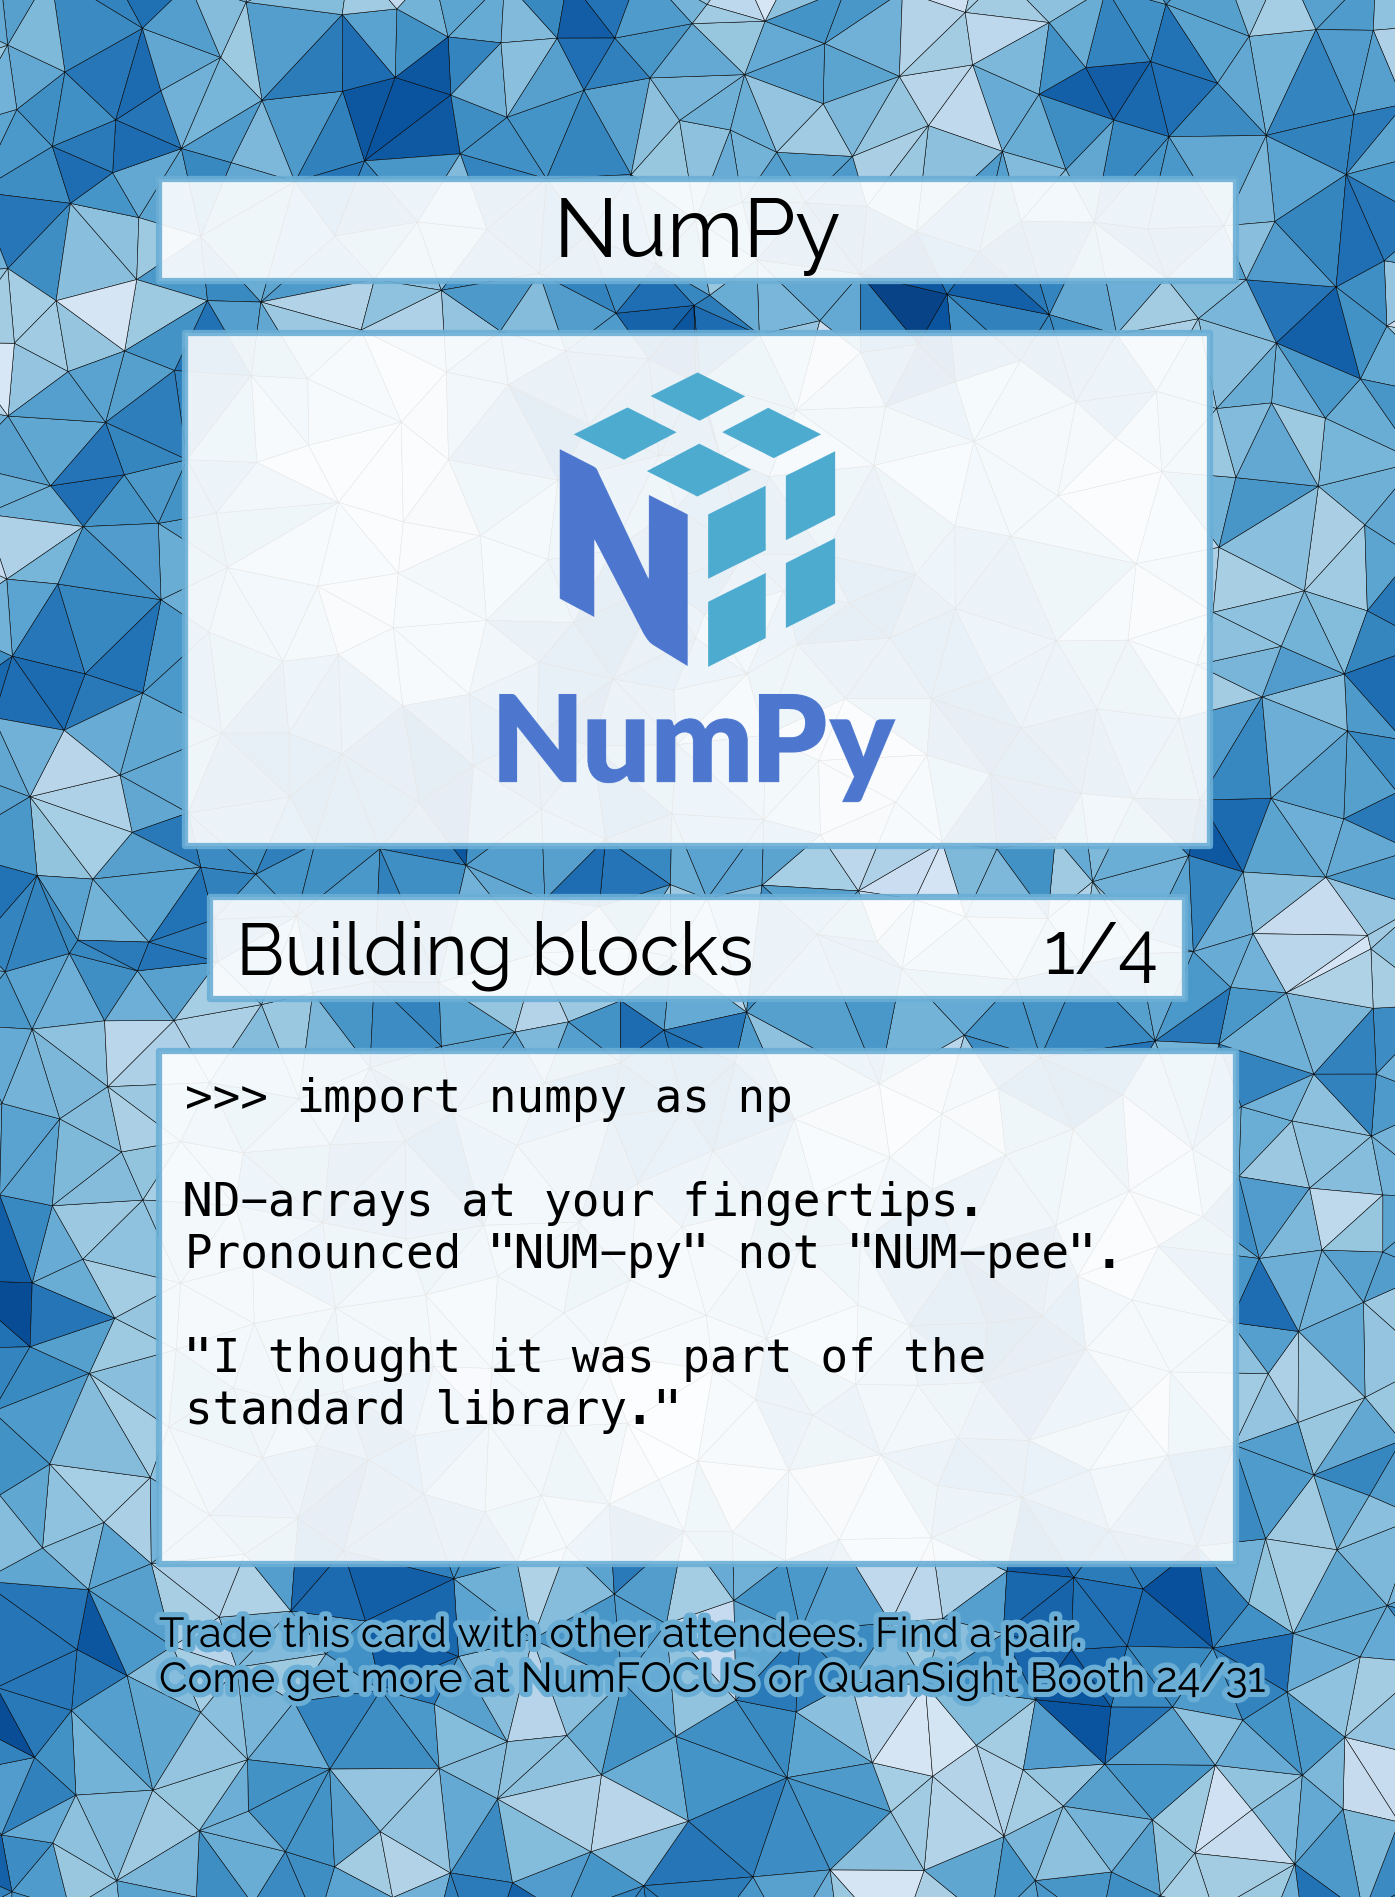 NumPy
NumPy
Building blocks 1/4
>>> import numpy as np
ND-arrays at your fingertips.
Pronounced "NUM-py" not "NUM-pee".
"I thought it was part of the
standard library."
Trade this card with other attendees. Find a pair.
Come get more at NumFOCUS or QuanSight Booth 24/31